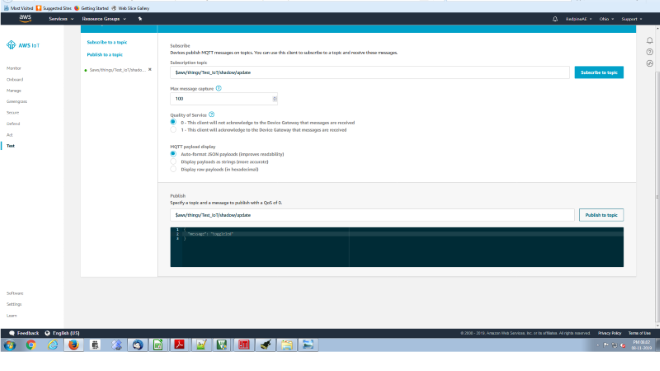 Most Visited Suggested Sites Getting Started Web Slice Gallery
aws Services Resource Groups Ohio Support
AWS IoT
Monitor
Onboard
Manage
Greengrass
Secure
Defend
Act
Test
Software
Settings
Learn
Subscribe to a topic
Publish to a topic
$aws/things/Test_IoT/shado...
Subscribe
Devices publish MQTT messages on topics. You can use this client to subscribe to a topic and receive these messages.
Subscription topic
$aws/things/Test_IoT/shadow/update Subscribe to topic
Max message capture
100
Quality of Service
0 - This client will not acknowledge to the Device Gateway that messages are received
1 - This client will acknowledge to the Device Gateway that messages are received
MQTT payload display
Auto-format JSON payloads (improves readability)
Display payloads as strings (more accurate)
Display raw payloads (in hexadecimal)
Publish
Specify a topic and a message to publish with a QoS of 0.
$aws/things/Test_IoT/shadow/update Publish to topic
Feedback English (US) © 2008 - 2018, Amazon Web Services, Inc. or its affiliates. All rights reserved. Privacy Policy Terms of Use